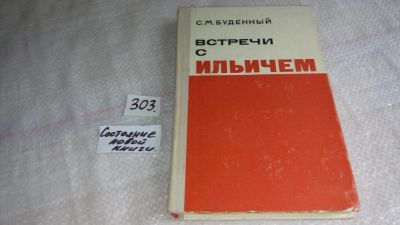 С. М. БУДЕННЫЙ
ВСТРЕЧИ
С
ИЛЬИЧЕМ
303.
Состояние
новой
книги.